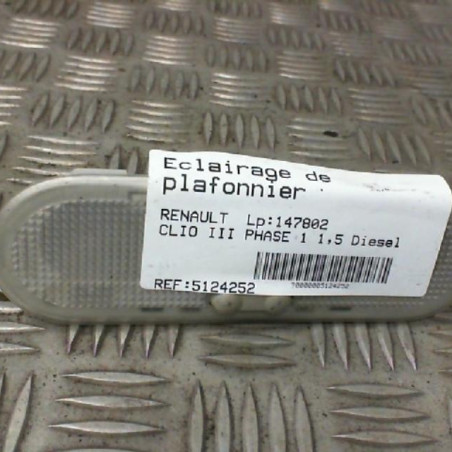 Eclairage de
plafonnier
RENAULT Lp:147802
CLIO III PHASE 1 1,5 Diesel
REF:5124252